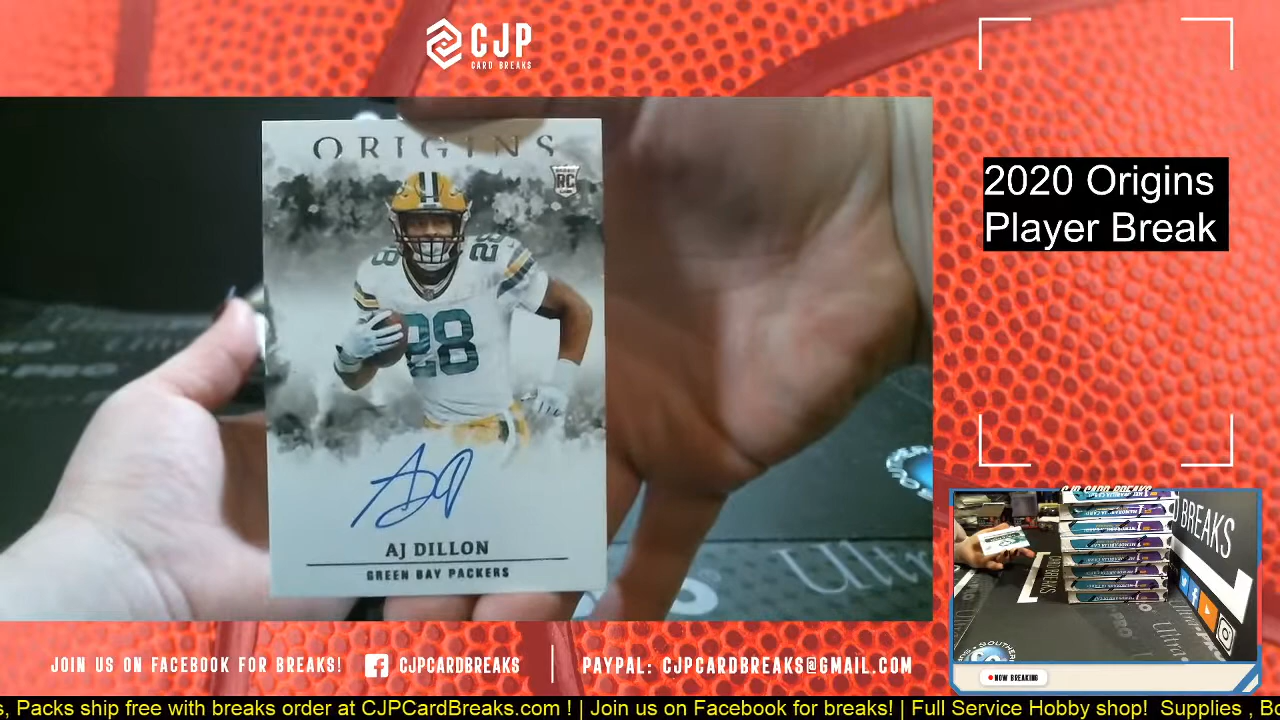 CJP
CARD BREAKS
2020 Origins
Player Break
ORIGINS
RC
28
28
28
AJ DILLON
GREEN BAY PACKERS
BREAKS
NOW BREAKING
JOIN US ON FACEBOOK FOR BREAKS! CJPCARDBREAKS | PAYPAL: CJPCARDBREAKS@GMAIL.COM
s, Packs ship free with breaks order at CJPCardBreaks.com ! | Join us on Facebook for breaks! | Full Service Hobby shop! Supplies , Bo